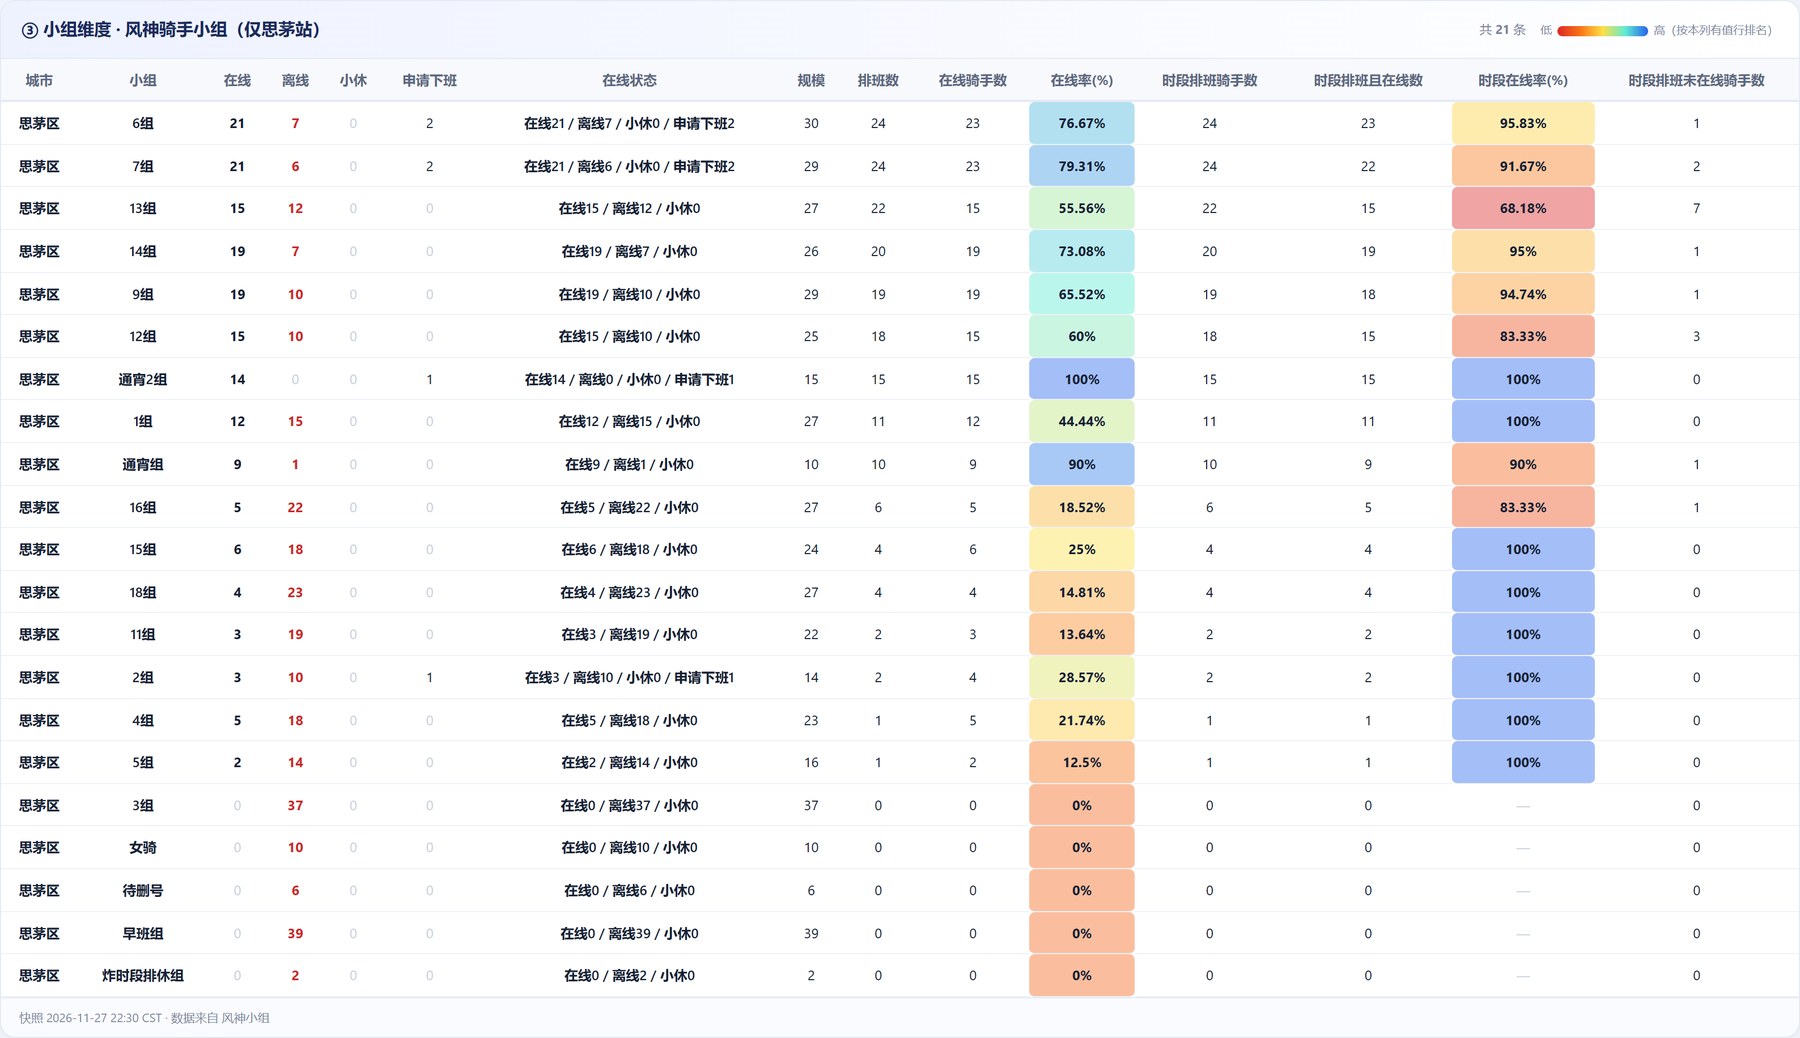 ③ 小组维度 · 风神骑手小组（仅思茅站）
共 21 条 低 高 (按本列有值行排名)
城市 小组 在线 离线 小休 申请下班 在线状态 规模 排班数 在线骑手数 在线率(%) 时段排班骑手数 时段排班且在线数 时段在线率(%) 时段排班未在线骑手数
思茅区 6组 21 7 0 2 在线21 / 离线7 / 小休0 / 申请下班2 30 24 23 76.67% 24 23 95.83% 1
思茅区 7组 21 6 0 2 在线21 / 离线6 / 小休0 / 申请下班2 29 24 23 79.31% 24 22 91.67% 2
思茅区 13组 15 12 0 0 在线15 / 离线12 / 小休0 27 22 15 55.56% 22 15 68.18% 7
思茅区 14组 19 7 0 0 在线19 / 离线7 / 小休0 26 20 19 73.08% 20 19 95% 1
思茅区 9组 19 10 0 0 在线19 / 离线10 / 小休0 29 19 19 65.52% 19 18 94.74% 1
思茅区 12组 15 10 0 0 在线15 / 离线10 / 小休0 25 18 15 60% 18 15 83.33% 3
思茅区 通宵2组 14 0 0 1 在线14 / 离线0 / 小休0 / 申请下班1 15 15 15 100% 15 15 100% 0
思茅区 1组 12 15 0 0 在线12 / 离线15 / 小休0 27 11 12 44.44% 11 11 100% 0
思茅区 通宵组 9 1 0 0 在线9 / 离线1 / 小休0 10 10 9 90% 10 9 90% 1
思茅区 16组 5 22 0 0 在线5 / 离线22 / 小休0 27 6 5 18.52% 6 5 83.33% 1
思茅区 15组 6 18 0 0 在线6 / 离线18 / 小休0 24 4 6 25% 4 4 100% 0
思茅区 18组 4 23 0 0 在线4 / 离线23 / 小休0 27 4 4 14.81% 4 4 100% 0
思茅区 11组 3 19 0 0 在线3 / 离线19 / 小休0 22 2 3 13.64% 2 2 100% 0
思茅区 2组 3 10 0 1 在线3 / 离线10 / 小休0 / 申请下班1 14 2 4 28.57% 2 2 100% 0
思茅区 4组 5 18 0 0 在线5 / 离线18 / 小休0 23 1 5 21.74% 1 1 100% 0
思茅区 5组 2 14 0 0 在线2 / 离线14 / 小休0 16 1 2 12.5% 1 1 100% 0
思茅区 3组 0 37 0 0 在线0 / 离线37 / 小休0 37 0 0 0% 0 0 — 0
思茅区 女骑 0 10 0 0 在线0 / 离线10 / 小休0 10 0 0 0% 0 0 — 0
思茅区 待删号 0 6 0 0 在线0 / 离线6 / 小休0 6 0 0 0% 0 0 — 0
思茅区 早班组 0 39 0 0 在线0 / 离线39 / 小休0 39 0 0 0% 0 0 — 0
思茅区 炸时段排休组 0 2 0 0 在线0 / 离线2 / 小休0 2 0 0 0% 0 0 — 0
快照 2026-11-27 22:30 CST · 数据来自 风神小组